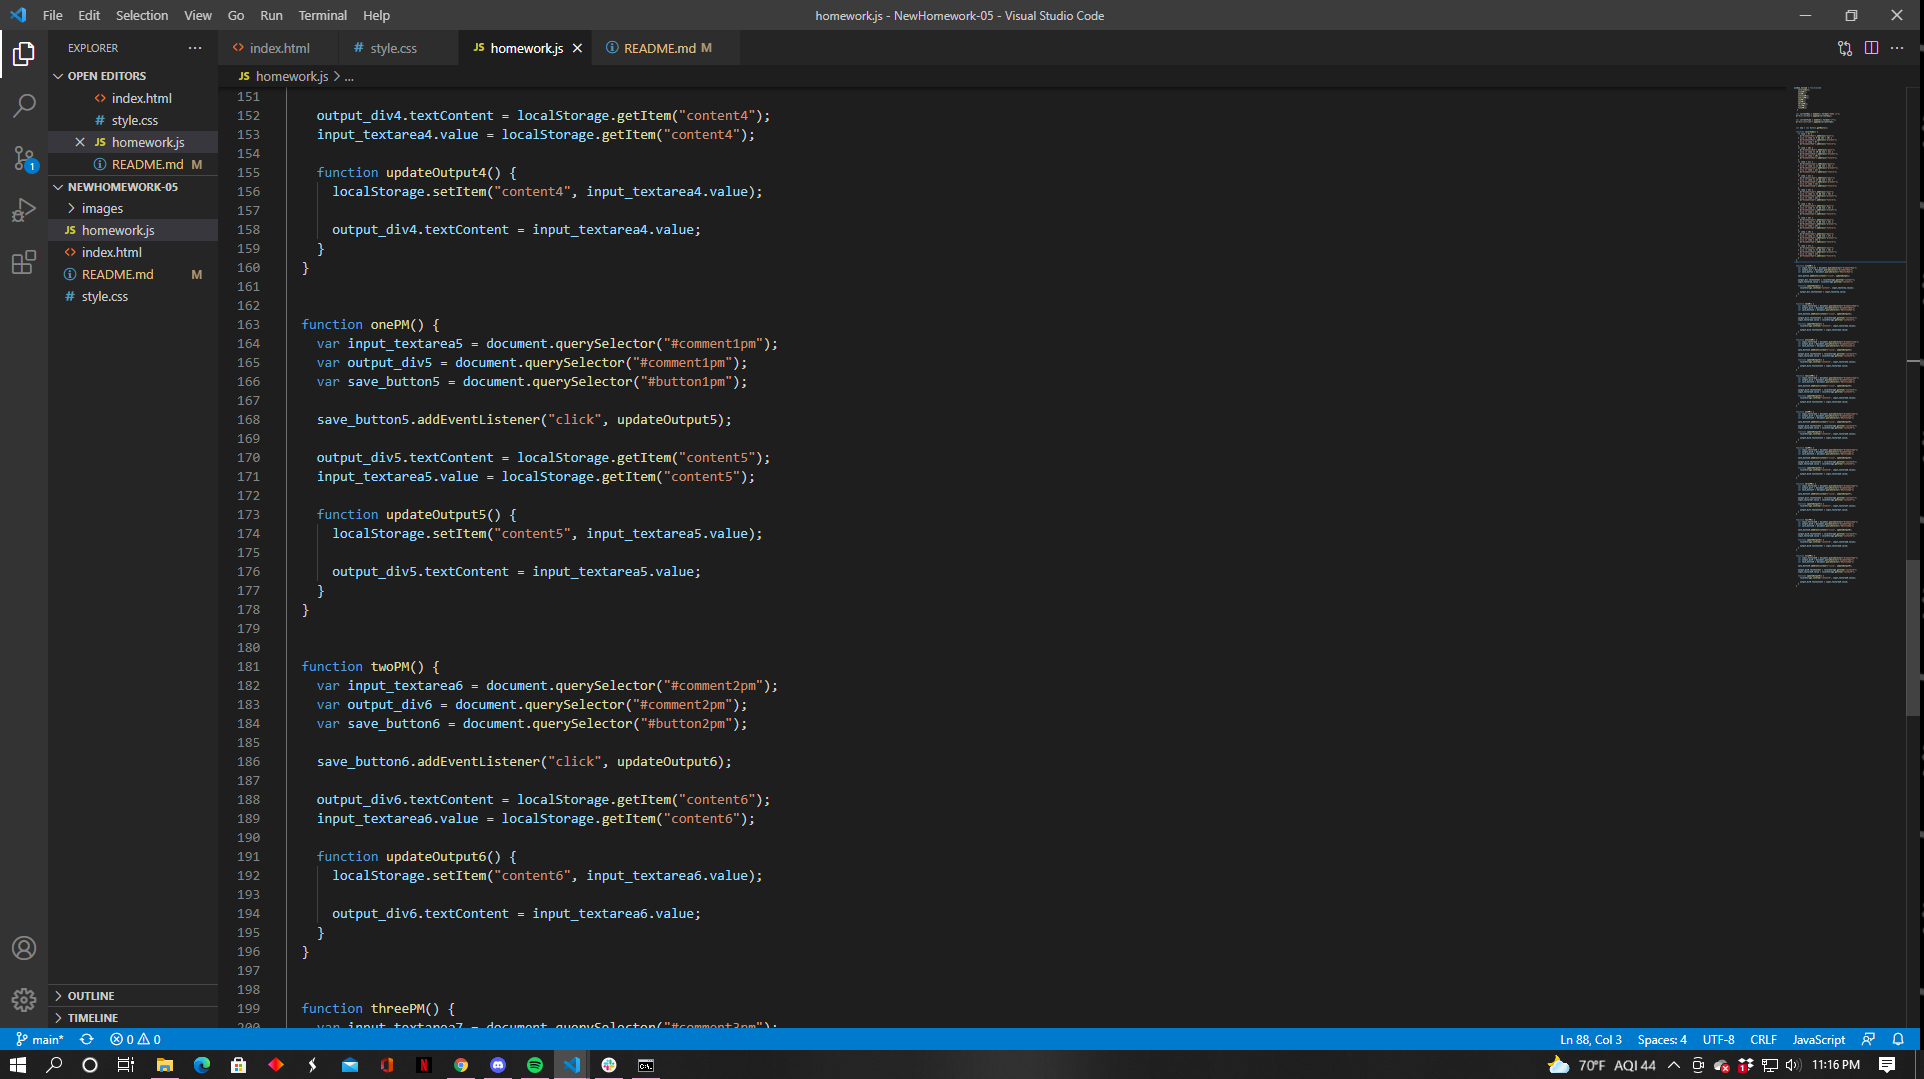 File Edit Selection View Go Run Terminal Help
homework.js - NewHomework-05 - Visual Studio Code
EXPLORER
index.html
style.css
JS homework.js
README.md M
OPEN EDITORS
JS homework.js > ...
index.html
style.css
JS homework.js
README.md M
NEWHOMEWORK-05
images
JS homework.js
index.html
README.md M
style.css
OUTLINE
TIMELINE
1
151
152 output_div4.textContent = localStorage.getItem("content4");
153 input_textarea4.value = localStorage.getItem("content4");
154
155 function updateOutput4() {
156 localStorage.setItem("content4", input_textarea4.value);
157
158 output_div4.textContent = input_textarea4.value;
159 }
160 }
161
162
163 function onePM() {
164 var input_textarea5 = document.querySelector("#comment1pm");
165 var output_div5 = document.querySelector("#comment1pm");
166 var save_button5 = document.querySelector("#button1pm");
167
168 save_button5.addEventListener("click", updateOutput5);
169
170 output_div5.textContent = localStorage.getItem("content5");
171 input_textarea5.value = localStorage.getItem("content5");
172
173 function updateOutput5() {
174 localStorage.setItem("content5", input_textarea5.value);
175
176 output_div5.textContent = input_textarea5.value;
177 }
178 }
179
180
181 function twoPM() {
182 var input_textarea6 = document.querySelector("#comment2pm");
183 var output_div6 = document.querySelector("#comment2pm");
184 var save_button6 = document.querySelector("#button2pm");
185
186 save_button6.addEventListener("click", updateOutput6);
187
188 output_div6.textContent = localStorage.getItem("content6");
189 input_textarea6.value = localStorage.getItem("content6");
190
191 function updateOutput6() {
192 localStorage.setItem("content6", input_textarea6.value);
193
194 output_div6.textContent = input_textarea6.value;
195 }
196 }
197
198
199 function threePM() {
200 var input_textarea7 = document.querySelector("#comment3pm");
main* 0 0
Ln 88, Col 3 Spaces: 4 UTF-8 CRLF JavaScript
70°F AQI 44 11:16 PM